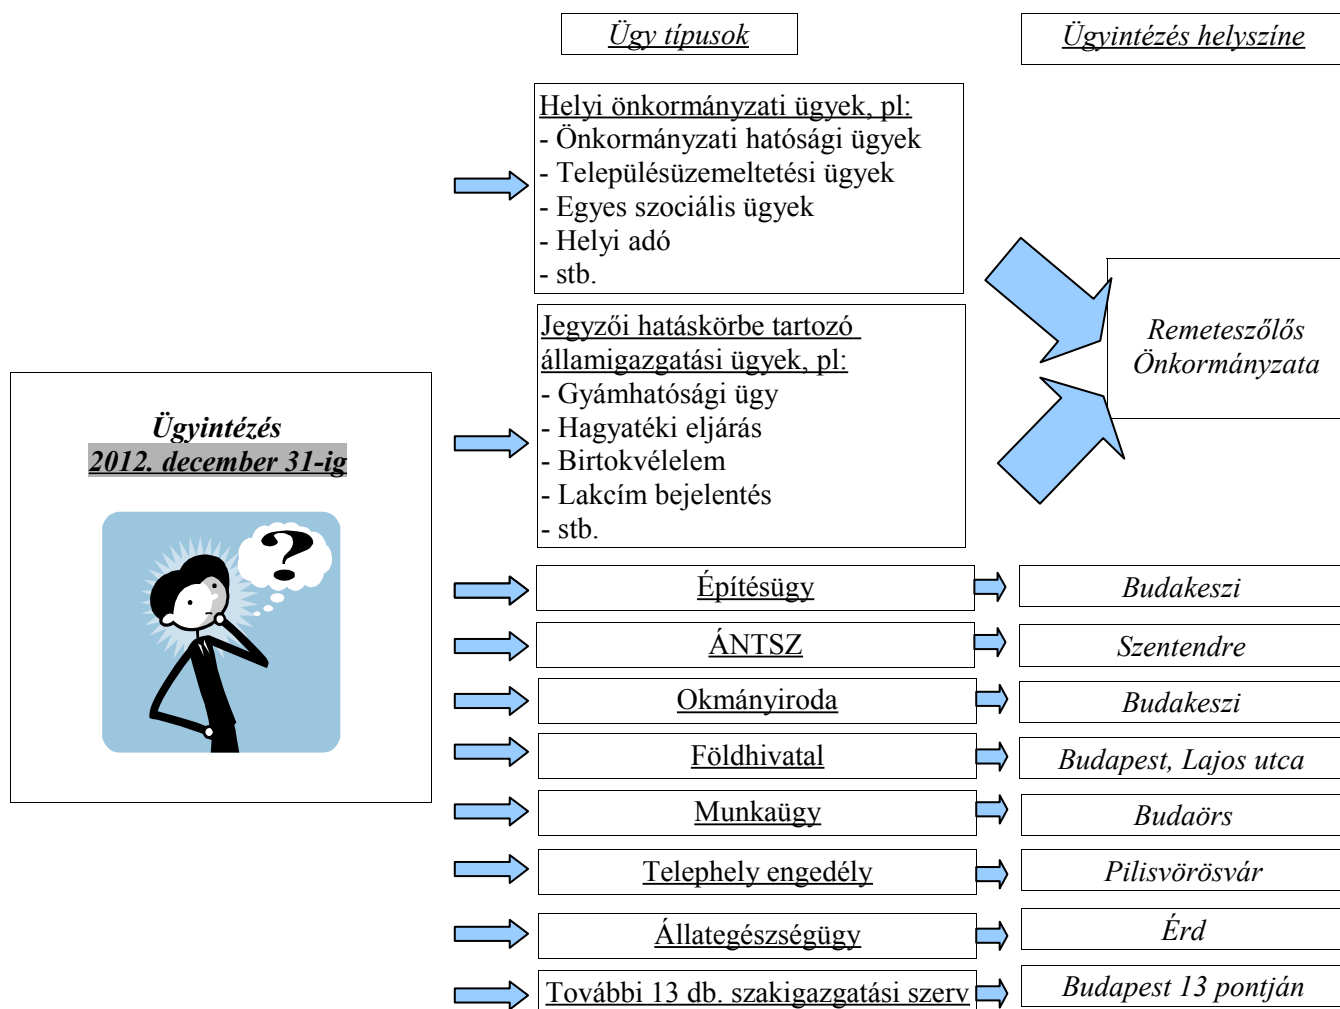 Ügy típusok
Ügyintézés helyszíne
Helyi önkormányzati ügyek, pl:
- Önkormányzati hatósági ügyek
- Településüzemeltetési ügyek
- Egyes szociális ügyek
- Helyi adó
- stb.
Jegyzői hatáskörbe tartozó
államigazgatási ügyek, pl:
- Gyámhatósági ügy
- Hagyatéki eljárás
- Birtokvélelem
- Lakcím bejelentés
- stb.
Remeteszőlős
Önkormányzata
Ügyintézés
2012. december 31-ig
?
Építésügy
Budakeszi
ÁNTSZ
Szentendre
Okmányiroda
Budakeszi
Földhivatal
Budapest, Lajos utca
Munkaügy
Budaörs
Telephely engedély
Pilisvörösvár
Állategészségügy
Érd
További 13 db. szakigazgatási szerv
Budapest 13 pontján